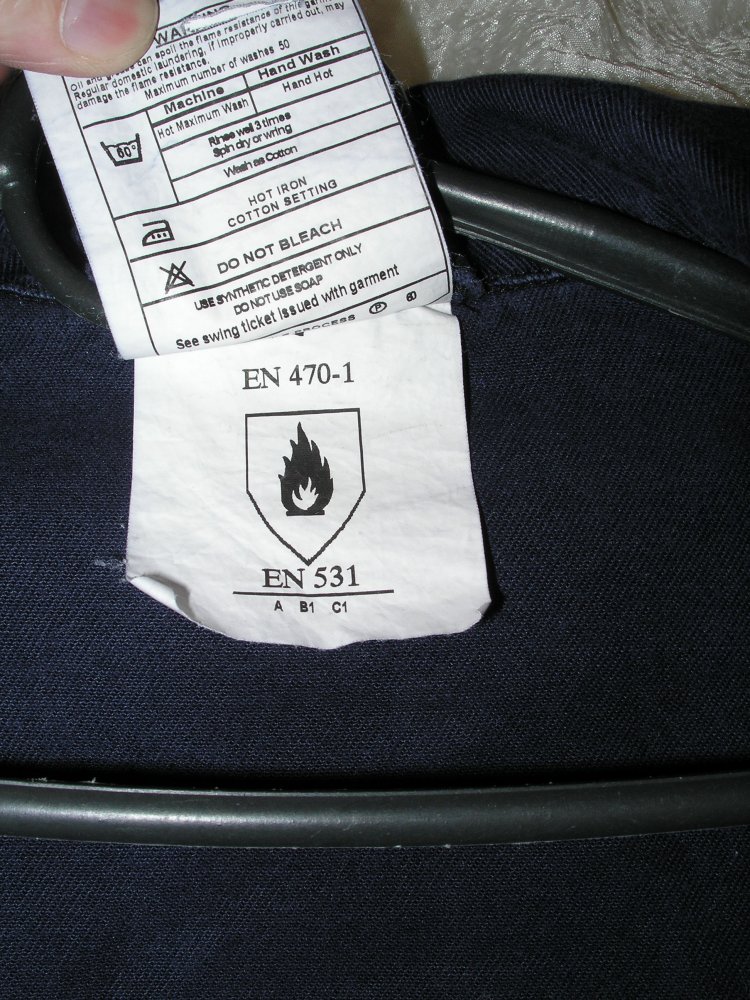 WARNING
oil and grease can spoil the flame resistance of this
Regular domestic laundering, if improperly carried out, may
damage the flame resistance.
Maximum number of washes 50
Machine Hand Wash
60° Hot Maximum Wash Hand Hot
Rinse well 3 times
Spin dry or wring
Wash as Cotton
HOT IRON
COTTON SETTING
DO NOT BLEACH
USE SYNTHETIC DETERGENT ONLY
DO NOT USE SOAP
See swing ticket issued with garment
PROCESS P 60
EN 470-1
EN 531
A B1 C1